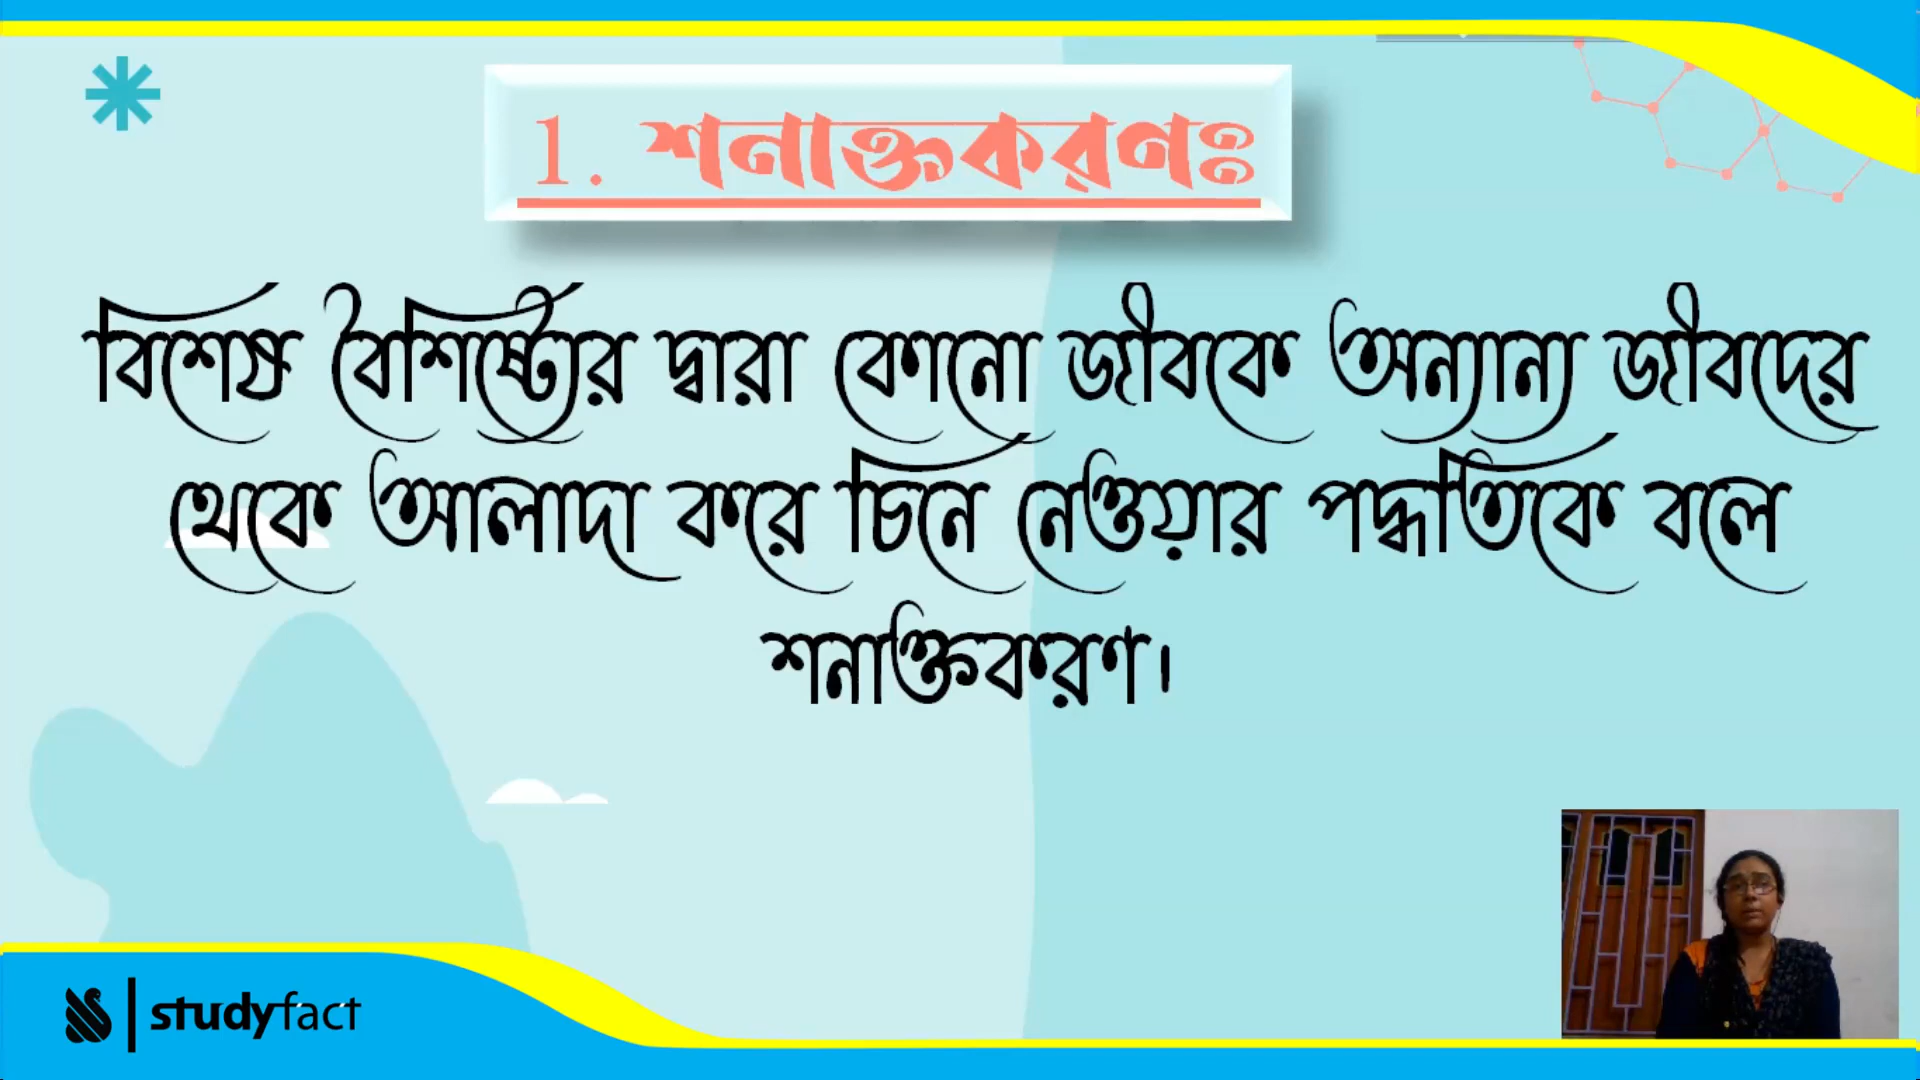 1. শনাক্তকরণঃ
বিশেষ বৈশিষ্ট্যের দ্বারা কোনো জীবকে অন্যান্য জীবদের
থেকে আলাদা করে চিনে নেওয়ার পদ্ধতিকে বলে
শনাক্তকরণ।
studyfact